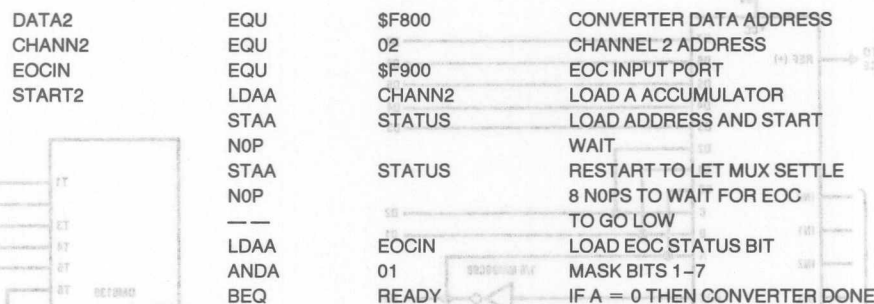 DATA2 EQU $F800 CONVERTER DATA ADDRESS
CHANN2 EQU 02 CHANNEL 2 ADDRESS
EOCIN EQU $F900 EOC INPUT PORT
START2 LDAA CHANN2 LOAD A ACCUMULATOR
STAA STATUS LOAD ADDRESS AND START
N0P WAIT
STAA STATUS RESTART TO LET MUX SETTLE
N0P 8 N0PS TO WAIT FOR EOC
—— TO GO LOW
LDAA EOCIN LOAD EOC STATUS BIT
ANDA 01 MASK BITS 1–7
BEQ READY IF A = 0 THEN CONVERTER DONE